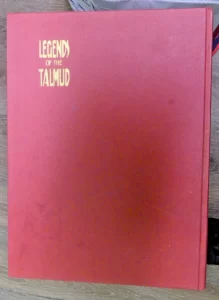 LEGENDS
OF THE
TALMUD